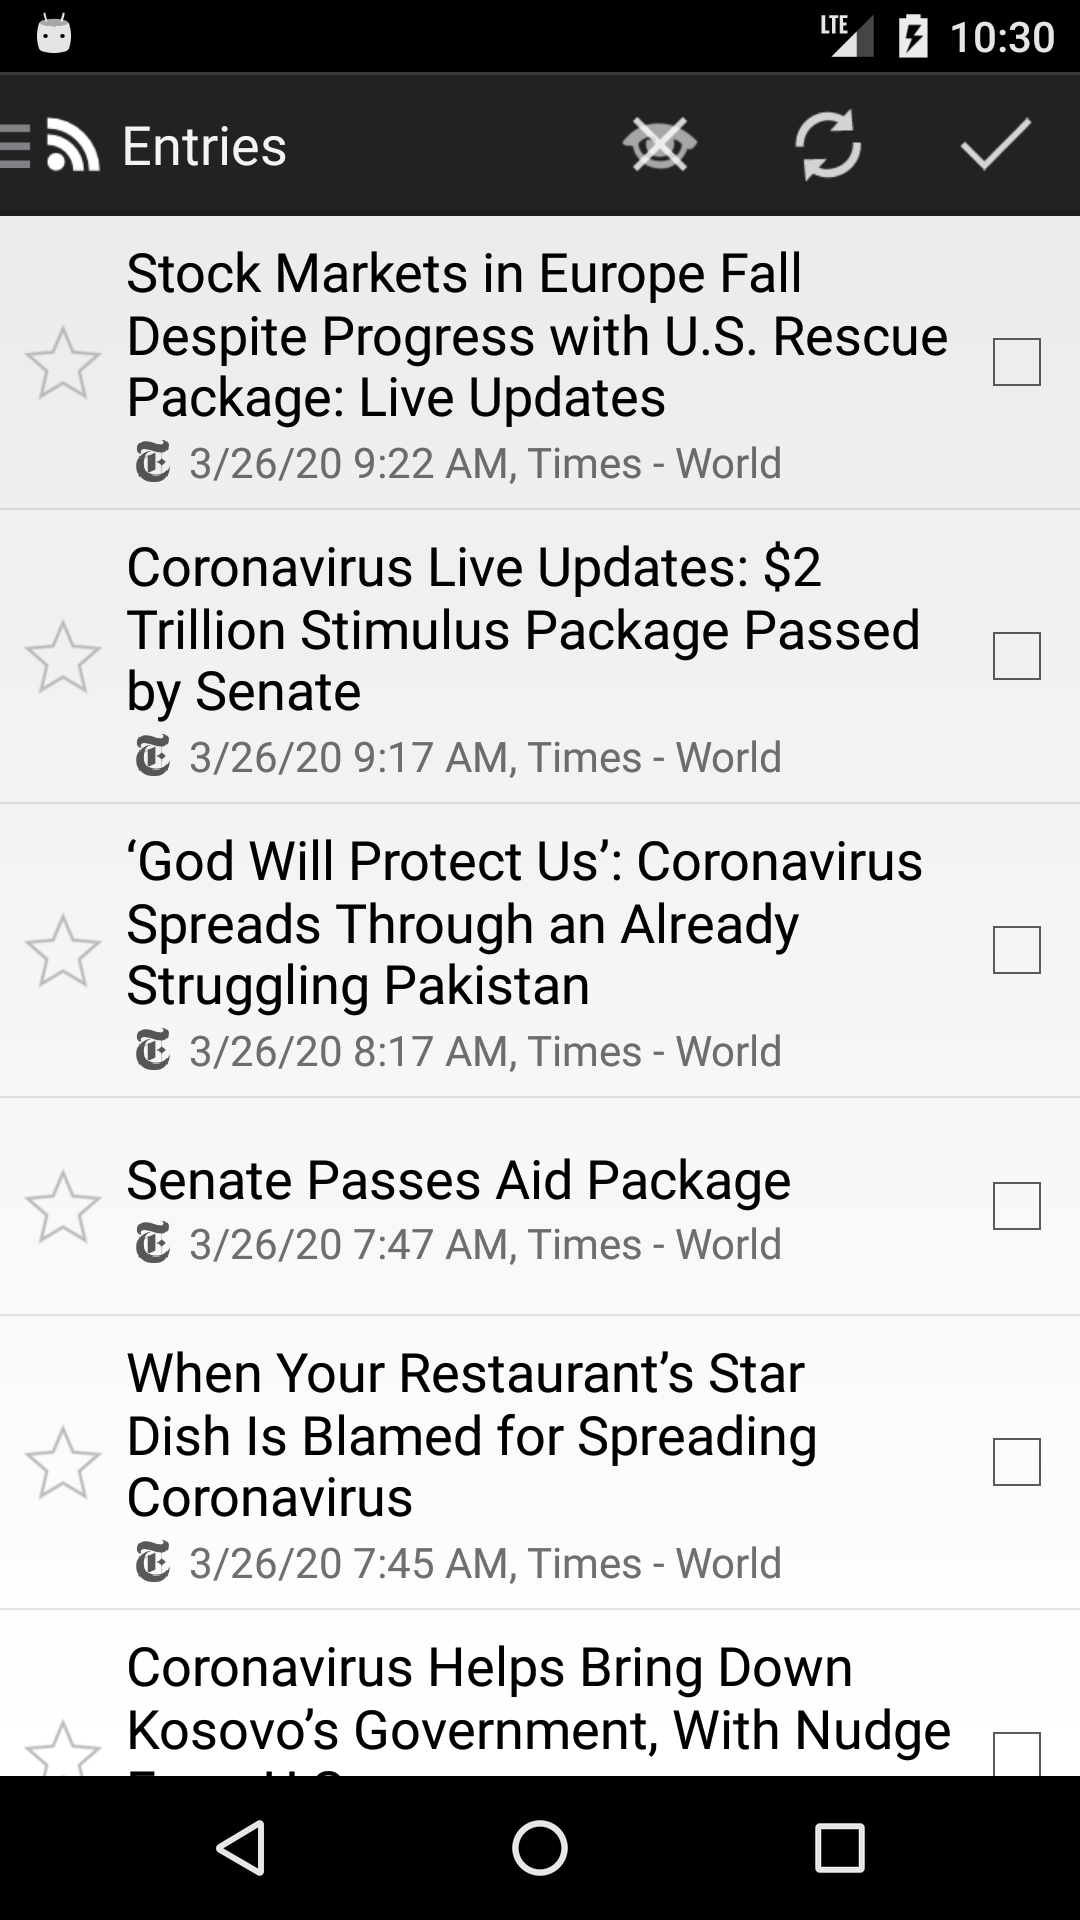 LTE 10:30
Entries
Stock Markets in Europe Fall
Despite Progress with U.S. Rescue
Package: Live Updates
3/26/20 9:22 AM, Times - World
Coronavirus Live Updates: $2
Trillion Stimulus Package Passed
by Senate
3/26/20 9:17 AM, Times - World
‘God Will Protect Us’: Coronavirus
Spreads Through an Already
Struggling Pakistan
3/26/20 8:17 AM, Times - World
Senate Passes Aid Package
3/26/20 7:47 AM, Times - World
When Your Restaurant’s Star
Dish Is Blamed for Spreading
Coronavirus
3/26/20 7:45 AM, Times - World
Coronavirus Helps Bring Down
Kosovo’s Government, With Nudge